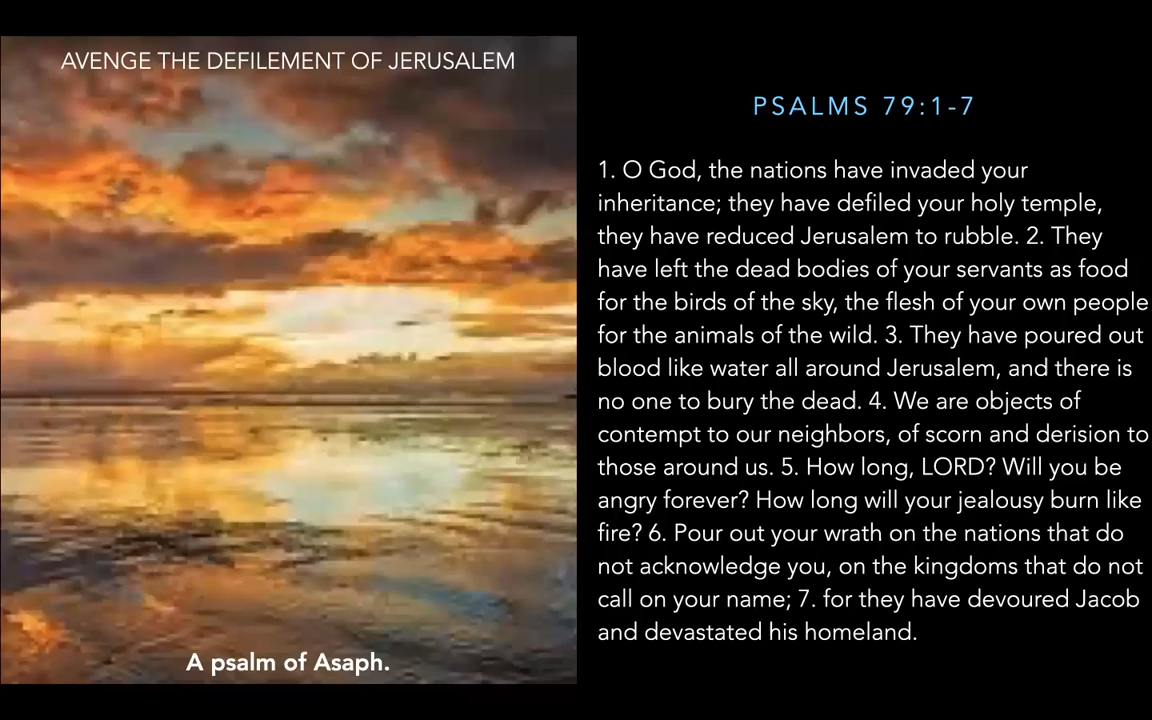 AVENGE THE DEFILEMENT OF JERUSALEM
A psalm of Asaph.
PSALMS 79:1-7
1. O God, the nations have invaded your
inheritance; they have defiled your holy temple,
they have reduced Jerusalem to rubble. 2. They
have left the dead bodies of your servants as food
for the birds of the sky, the flesh of your own people
for the animals of the wild. 3. They have poured out
blood like water all around Jerusalem, and there is
no one to bury the dead. 4. We are objects of
contempt to our neighbors, of scorn and derision to
those around us. 5. How long, LORD? Will you be
angry forever? How long will your jealousy burn like
fire? 6. Pour out your wrath on the nations that do
not acknowledge you, on the kingdoms that do not
call on your name; 7. for they have devoured Jacob
and devastated his homeland.